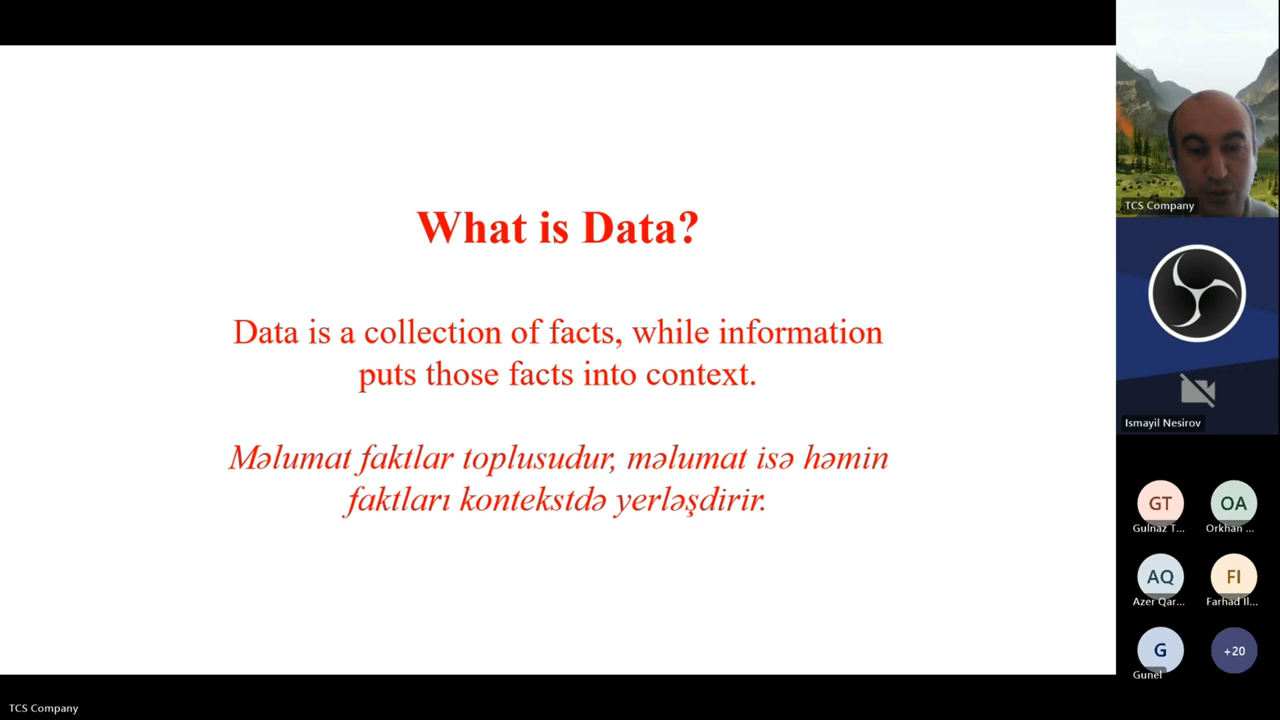 What is Data?
Data is a collection of facts, while information
puts those facts into context.
Məlumat faktlar toplusudur, məlumat isə həmin
faktları kontekstdə yerləşdirir.
TCS Company
Ismayil Nesirov
GT
OA
Gulnaz T...
Orkhan ...
AQ
FI
Azer Qar...
Farhad Il...
G
+20
Gunel
TCS Company